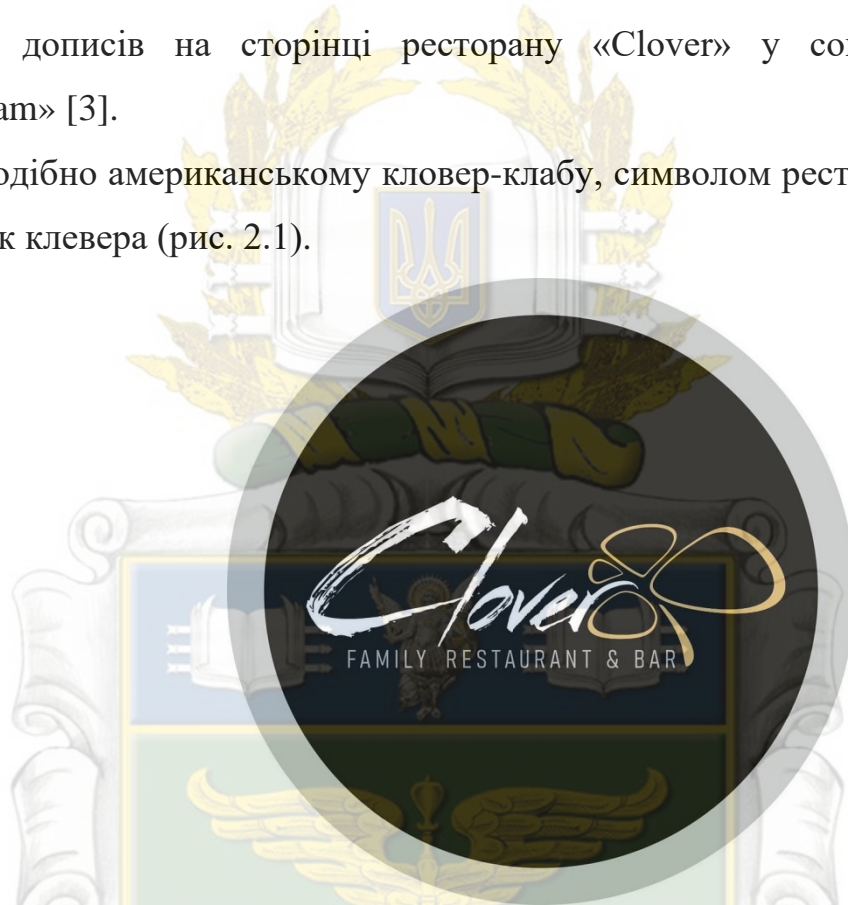 дописів на сторінці ресторану «Clover» у со
am» [3].
одібно американському кловер-клабу, символом рест
к клевера (рис. 2.1).
Clover
FAMILY RESTAURANT & BAR